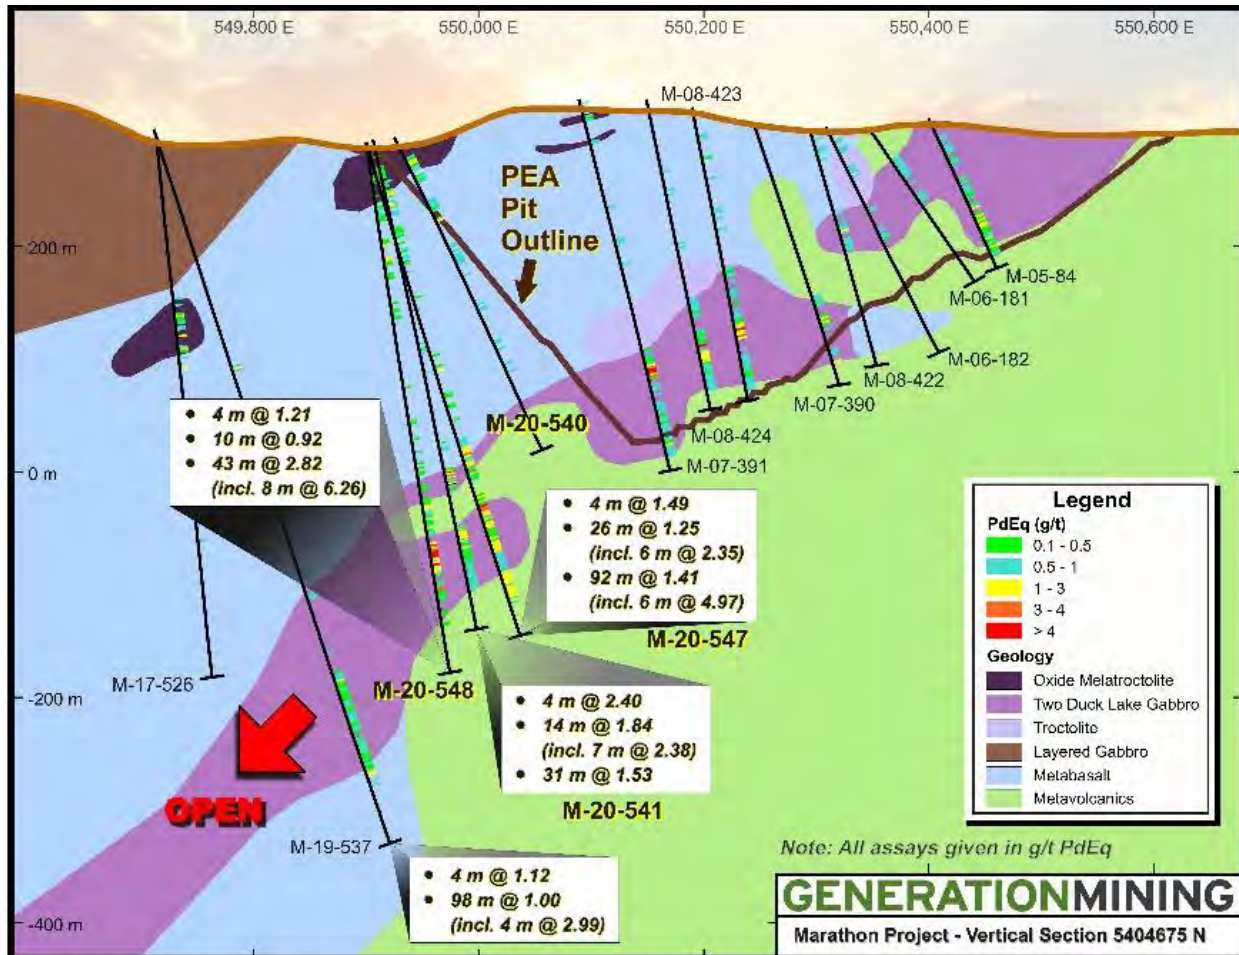 549,800 E
550,000 E
550,200 E
550,400 E
550,600 E
M-08-423
PEA
Pit
Outline
200 m
M-05-84
M-06-181
M-06-182
M-08-422
M-07-390
• 4 m @ 1.21
• 10 m @ 0.92
• 43 m @ 2.82
(incl. 8 m @ 6.26)
M-20-540
M-08-424
M-07-391
0 m
• 4 m @ 1.49
• 26 m @ 1.25
(incl. 6 m @ 2.35)
• 92 m @ 1.41
(incl. 6 m @ 4.97)
M-20-547
Legend
PdEq (g/t)
0.1 - 0.5
0.5 - 1
1 - 3
3 - 4
> 4
Geology
Oxide Melatroctolite
Two Duck Lake Gabbro
Troctolite
Layered Gabbro
Metabasalt
Metavolcanics
M-17-526
M-20-548
-200 m
• 4 m @ 2.40
• 14 m @ 1.84
(incl. 7 m @ 2.38)
• 31 m @ 1.53
M-20-541
OPEN
M-19-537
• 4 m @ 1.12
• 98 m @ 1.00
(incl. 4 m @ 2.99)
-400 m
Note: All assays given in g/t PdEq
GENERATIONMINING
Marathon Project - Vertical Section 5404675 N